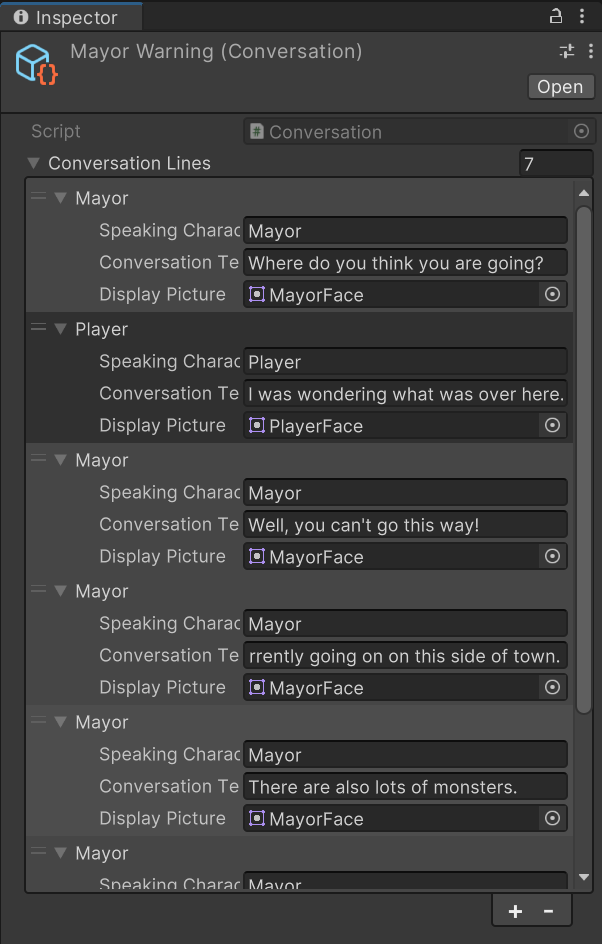 Inspector
Mayor Warning (Conversation)
Open
Script
# Conversation
Conversation Lines
7
Mayor
Speaking Charac Mayor
Conversation Te Where do you think you are going?
Display Picture MayorFace
Player
Speaking Charac Player
Conversation Te I was wondering what was over here.
Display Picture PlayerFace
Mayor
Speaking Charac Mayor
Conversation Te Well, you can't go this way!
Display Picture MayorFace
Mayor
Speaking Charac Mayor
Conversation Te rrently going on on this side of town.
Display Picture MayorFace
Mayor
Speaking Charac Mayor
Conversation Te There are also lots of monsters.
Display Picture MayorFace
Mayor
Speaking Charac Mayor
+ -